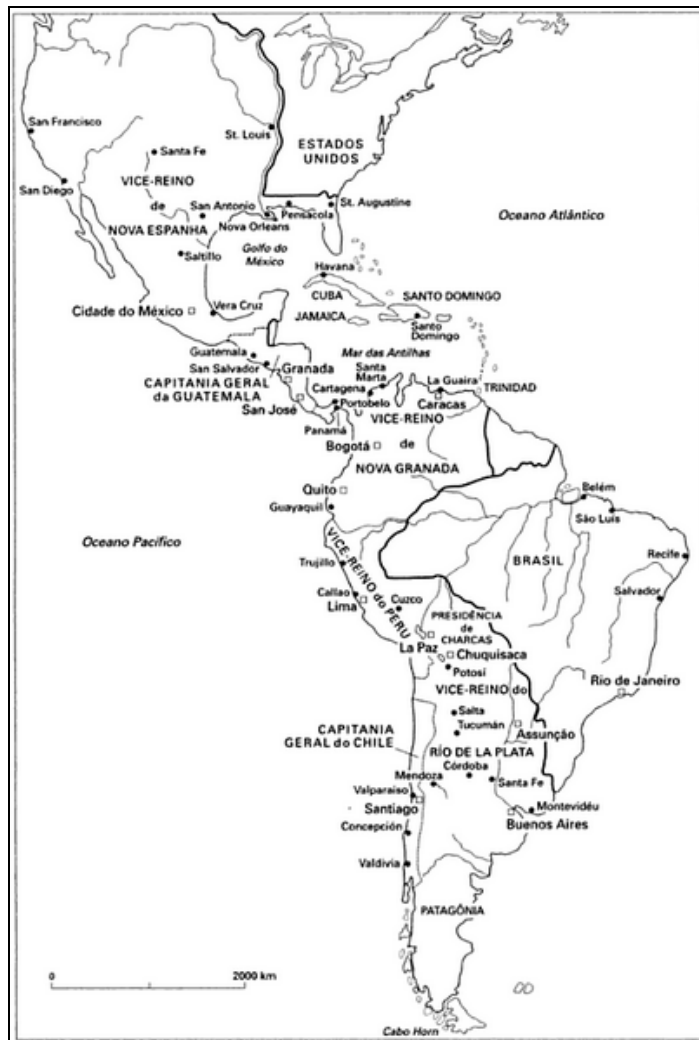 San Francisco
St. Louis
ESTADOS
UNIDOS
Santa Fe
VICE-REINO
San Diego
de
San Antonio
Pensacola
St. Augustine
Nova Orleans
NOVA ESPANHA
Oceano Atlântico
Golfo do
México
Saltillo
Havana
CUBA
SANTO DOMINGO
Cidade do México
Vera Cruz
JAMAICA
Santo
Domingo
Mar das Antilhas
Guatemala
San Salvador
Granada
Santa
Marta
La Guaira
TRINIDAD
CAPITANIA GERAL
da GUATEMALA
Cartagena
Portobelo
Caracas
San José
VICE-REINO
Panamá
Bogotá
de
NOVA GRANADA
Quito
Belém
Guayaquil
São Luís
Oceano Pacífico
VICE-REINO do PERU
BRASIL
Recife
Trujillo
Callao
Lima
Cuzco
Salvador
PRESIDÊNCIA
de
CHARCAS
La Paz
Chuquisaca
Potosí
Rio de Janeiro
VICE-REINO do
Salta
Tucumán
Assunção
CAPITANIA
GERAL do CHILE
RÍO DE LA PLATA
Córdoba
Mendoza
Santa Fe
Valparaíso
Santiago
Montevidéu
Buenos Aires
Concepción
Valdivia
PATAGÔNIA
0 2000 km
Cabo Horn